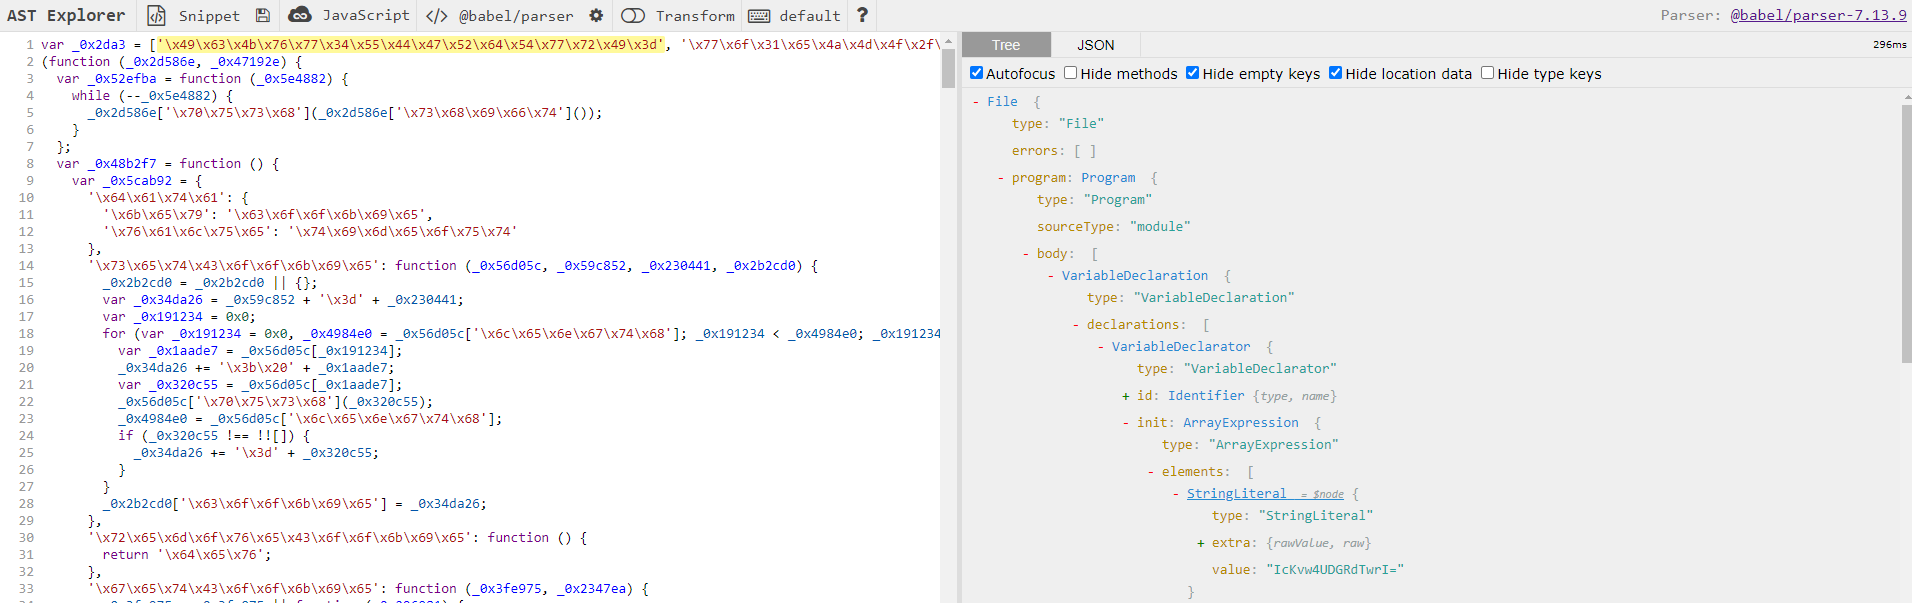 AST Explorer Snippet JavaScript </> @babel/parser Transform default ? Parser: @babel/parser-7.13.9
Tree JSON 296ms
Autofocus Hide methods Hide empty keys Hide location data Hide type keys
1 var _0x2da3 = ['\x49\x63\x4b\x76\x77\x34\x55\x44\x47\x52\x64\x54\x77\x72\x49\x3d', '\x77\x6f\x31\x65\x4a\x4d\x4f\x2f\
2 (function (_0x2d586e, _0x47192e) {
3 var _0x52efba = function (_0x5e4882) {
4 while (--_0x5e4882) {
5 _0x2d586e['\x70\x75\x73\x68'](_0x2d586e['\x73\x68\x69\x66\x74']());
6 }
7 };
8 var _0x48b2f7 = function () {
9 var _0x5cab92 = {
10 '\x64\x61\x74\x61': {
11 '\x6b\x65\x79': '\x63\x6f\x6f\x6b\x69\x65',
12 '\x76\x61\x6c\x75\x65': '\x74\x69\x6d\x65\x6f\x75\x74'
13 },
14 '\x73\x65\x74\x43\x6f\x6f\x6b\x69\x65': function (_0x56d05c, _0x59c852, _0x230441, _0x2b2cd0) {
15 _0x2b2cd0 = _0x2b2cd0 || {};
16 var _0x34da26 = _0x59c852 + '\x3d' + _0x230441;
17 var _0x191234 = 0x0;
18 for (var _0x191234 = 0x0, _0x4984e0 = _0x56d05c['\x6c\x65\x6e\x67\x74\x68']; _0x191234 < _0x4984e0; _0x191234
19 var _0x1aade7 = _0x56d05c[_0x191234];
20 _0x34da26 += '\x3b\x20' + _0x1aade7;
21 var _0x320c55 = _0x56d05c[_0x1aade7];
22 _0x56d05c['\x70\x75\x73\x68'](_0x320c55);
23 _0x4984e0 = _0x56d05c['\x6c\x65\x6e\x67\x74\x68'];
24 if (_0x320c55 !== !![]) {
25 _0x34da26 += '\x3d' + _0x320c55;
26 }
27 }
28 _0x2b2cd0['\x63\x6f\x6f\x6b\x69\x65'] = _0x34da26;
29 },
30 '\x72\x65\x6d\x6f\x76\x65\x43\x6f\x6f\x6b\x69\x65': function () {
31 return '\x64\x65\x76';
32 },
33 '\x67\x65\x74\x43\x6f\x6f\x6b\x69\x65': function (_0x3fe975, _0x2347ea) {
- File {
type: "File"
errors: [ ]
- program: Program {
type: "Program"
sourceType: "module"
- body: [
- VariableDeclaration {
type: "VariableDeclaration"
- declarations: [
- VariableDeclarator {
type: "VariableDeclarator"
+ id: Identifier {type, name}
- init: ArrayExpression {
type: "ArrayExpression"
- elements: [
- StringLiteral = $node {
type: "StringLiteral"
+ extra: {rawValue, raw}
value: "IcKvw4UDGRdTwrI="
}